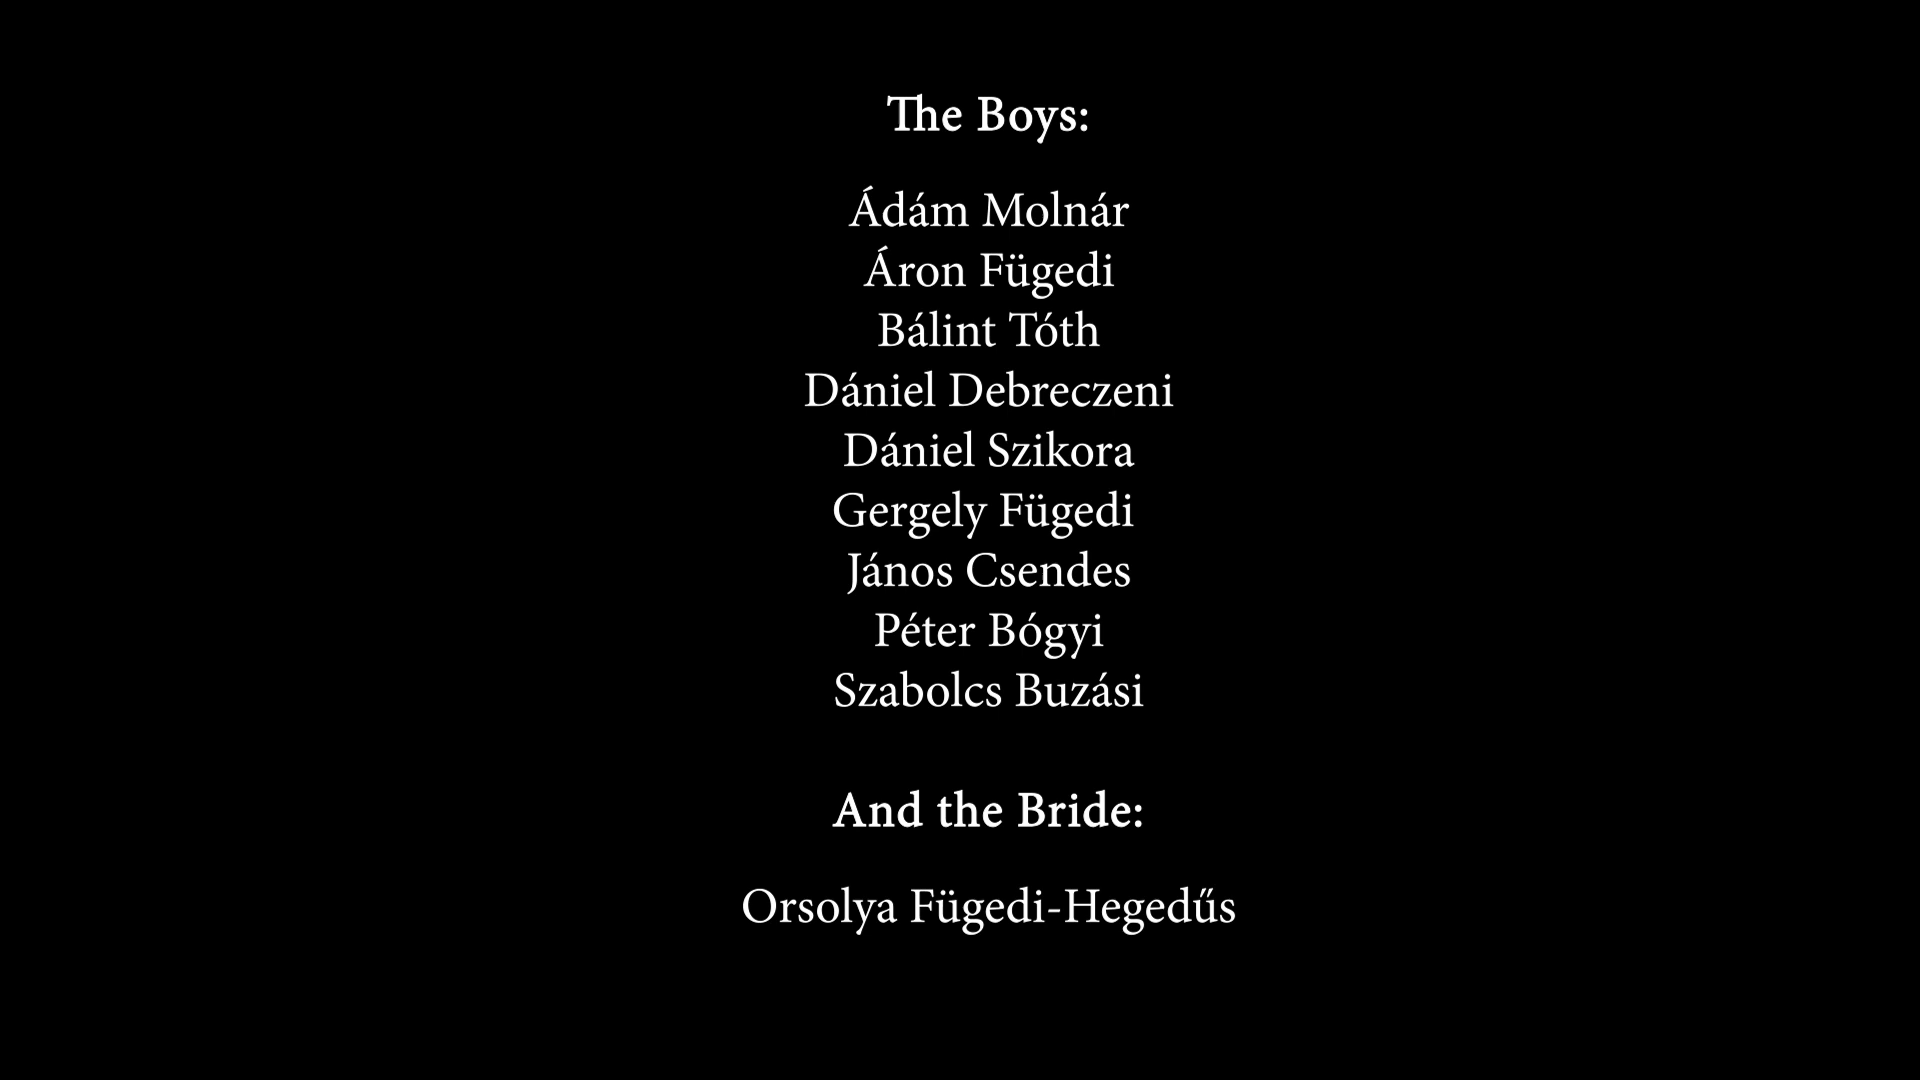 The Boys:
Ádám Molnár
Áron Fügedi
Bálint Tóth
Dániel Debreczeni
Dániel Szikora
Gergely Fügedi
János Csendes
Péter Bógyi
Szabolcs Buzási
And the Bride:
Orsolya Fügedi-Hegedűs